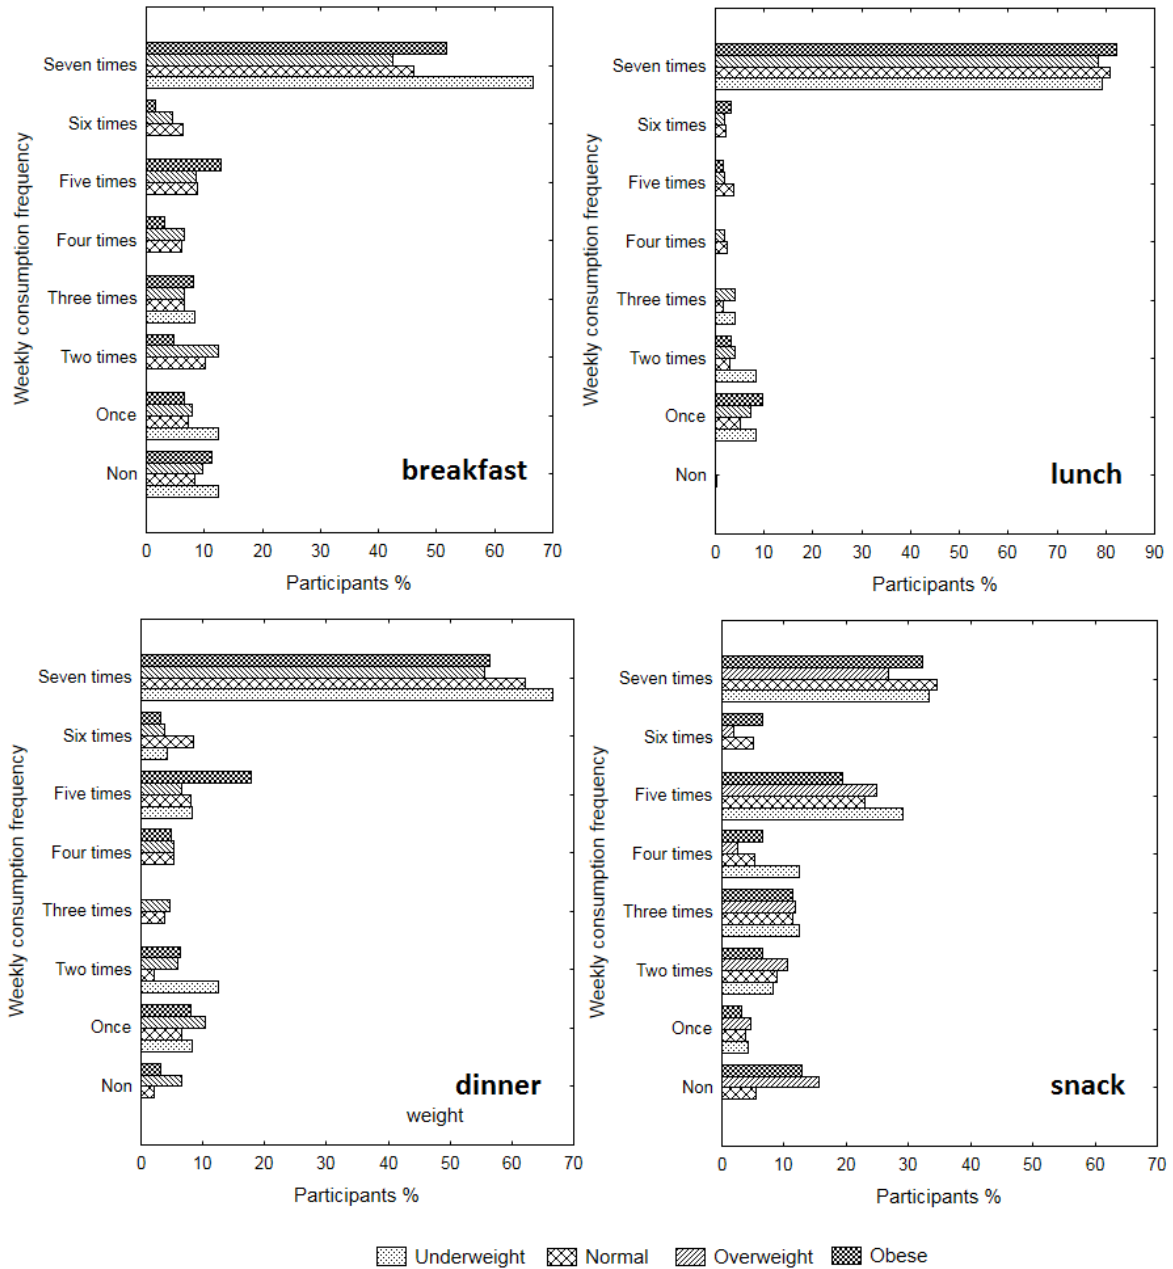 Weekly consumption frequency
Seven times
Six times
Five times
Four times
Three times
Two times
Once
Non
breakfast
0 10 20 30 40 50 60 70
Participants %
Weekly consumption frequency
Seven times
Six times
Five times
Four times
Three times
Two times
Once
Non
lunch
0 10 20 30 40 50 60 70 80 90
Participants %
Weekly consumption frequency
Seven times
Six times
Five times
Four times
Three times
Two times
Once
Non
dinner
weight
0 10 20 30 40 50 60 70
Participants %
Weekly consumption frequency
Seven times
Six times
Five times
Four times
Three times
Two times
Once
Non
snack
0 10 20 30 40 50 60 70
Participants %
Underweight Normal Overweight Obese